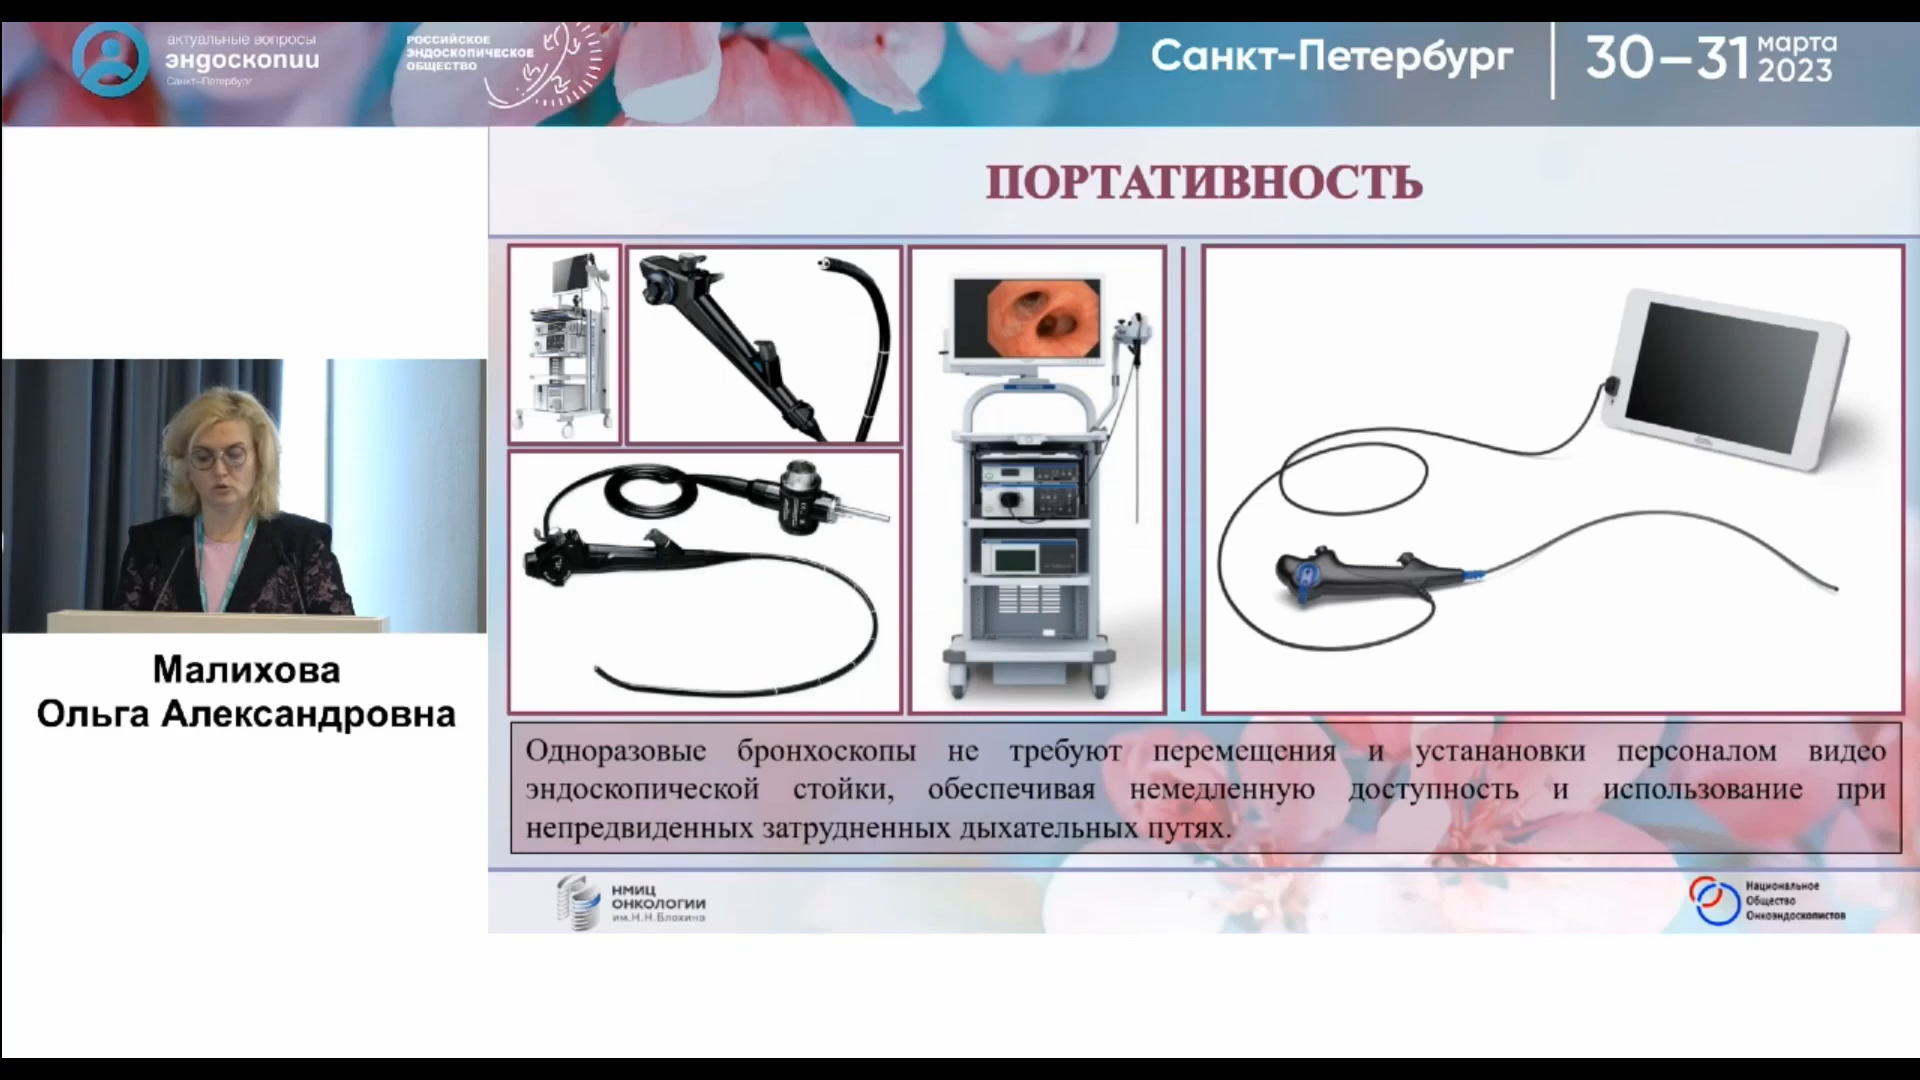 актуальные вопросы
эндоскопии
Санкт-Петербург
РОССИЙСКОЕ
ЭНДОСКОПИЧЕСКОЕ
ОБЩЕСТВО
Санкт-Петербург
30–31 марта 2023
ПОРТАТИВНОСТЬ
Малихова
Ольга Александровна
Одноразовые бронхоскопы не требуют перемещения и устанановки персоналом видео
эндоскопической стойки, обеспечивая немедленную доступность и использование при
непредвиденных затрудненных дыхательных путях.
НМИЦ
ОНКОЛОГИИ
им.Н.Н.Блохина
Национальное
Общество
Онкоэндоскопистов